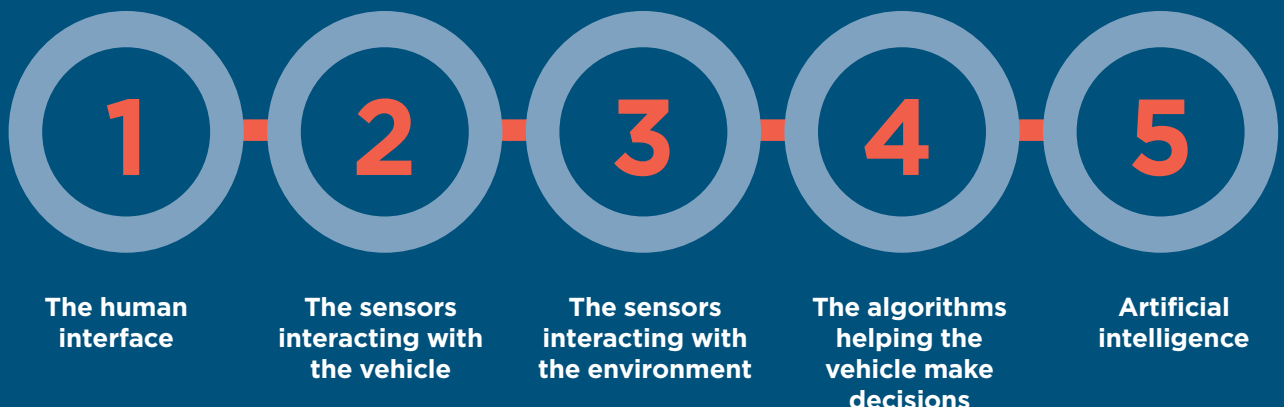 1
2
3
4
5
The human
interface
The sensors
interacting with
the vehicle
The sensors
interacting with
the environment
The algorithms
helping the
vehicle make
decisions
Artificial
intelligence